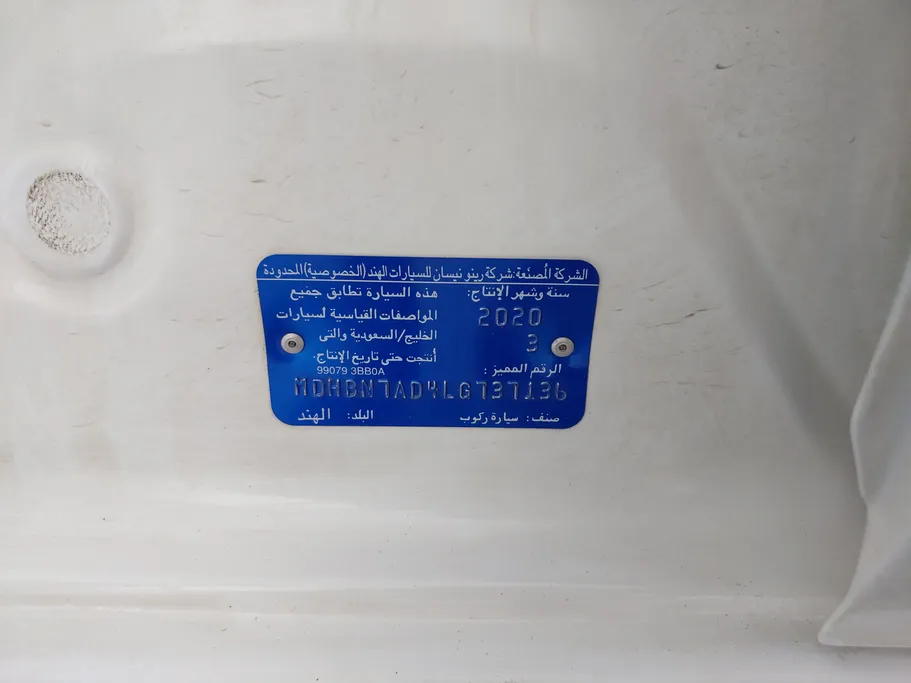 الشركة المُصنّعة: شركة رينو نيسان للسيارات الهند (الخصوصية) المحدودة
سنة وشهر الإنتاج: هذه السيارة تطابق جميع
2020 المواصفات القياسية لسيارات
3 الخليج/السعودية والتى
أنتجت حتى تاريخ الإنتاج.
الرقم المميز : 99079 3BB0A
MDHBN7AD4LG737136
صنف: سيارة ركوب البلد: الهند